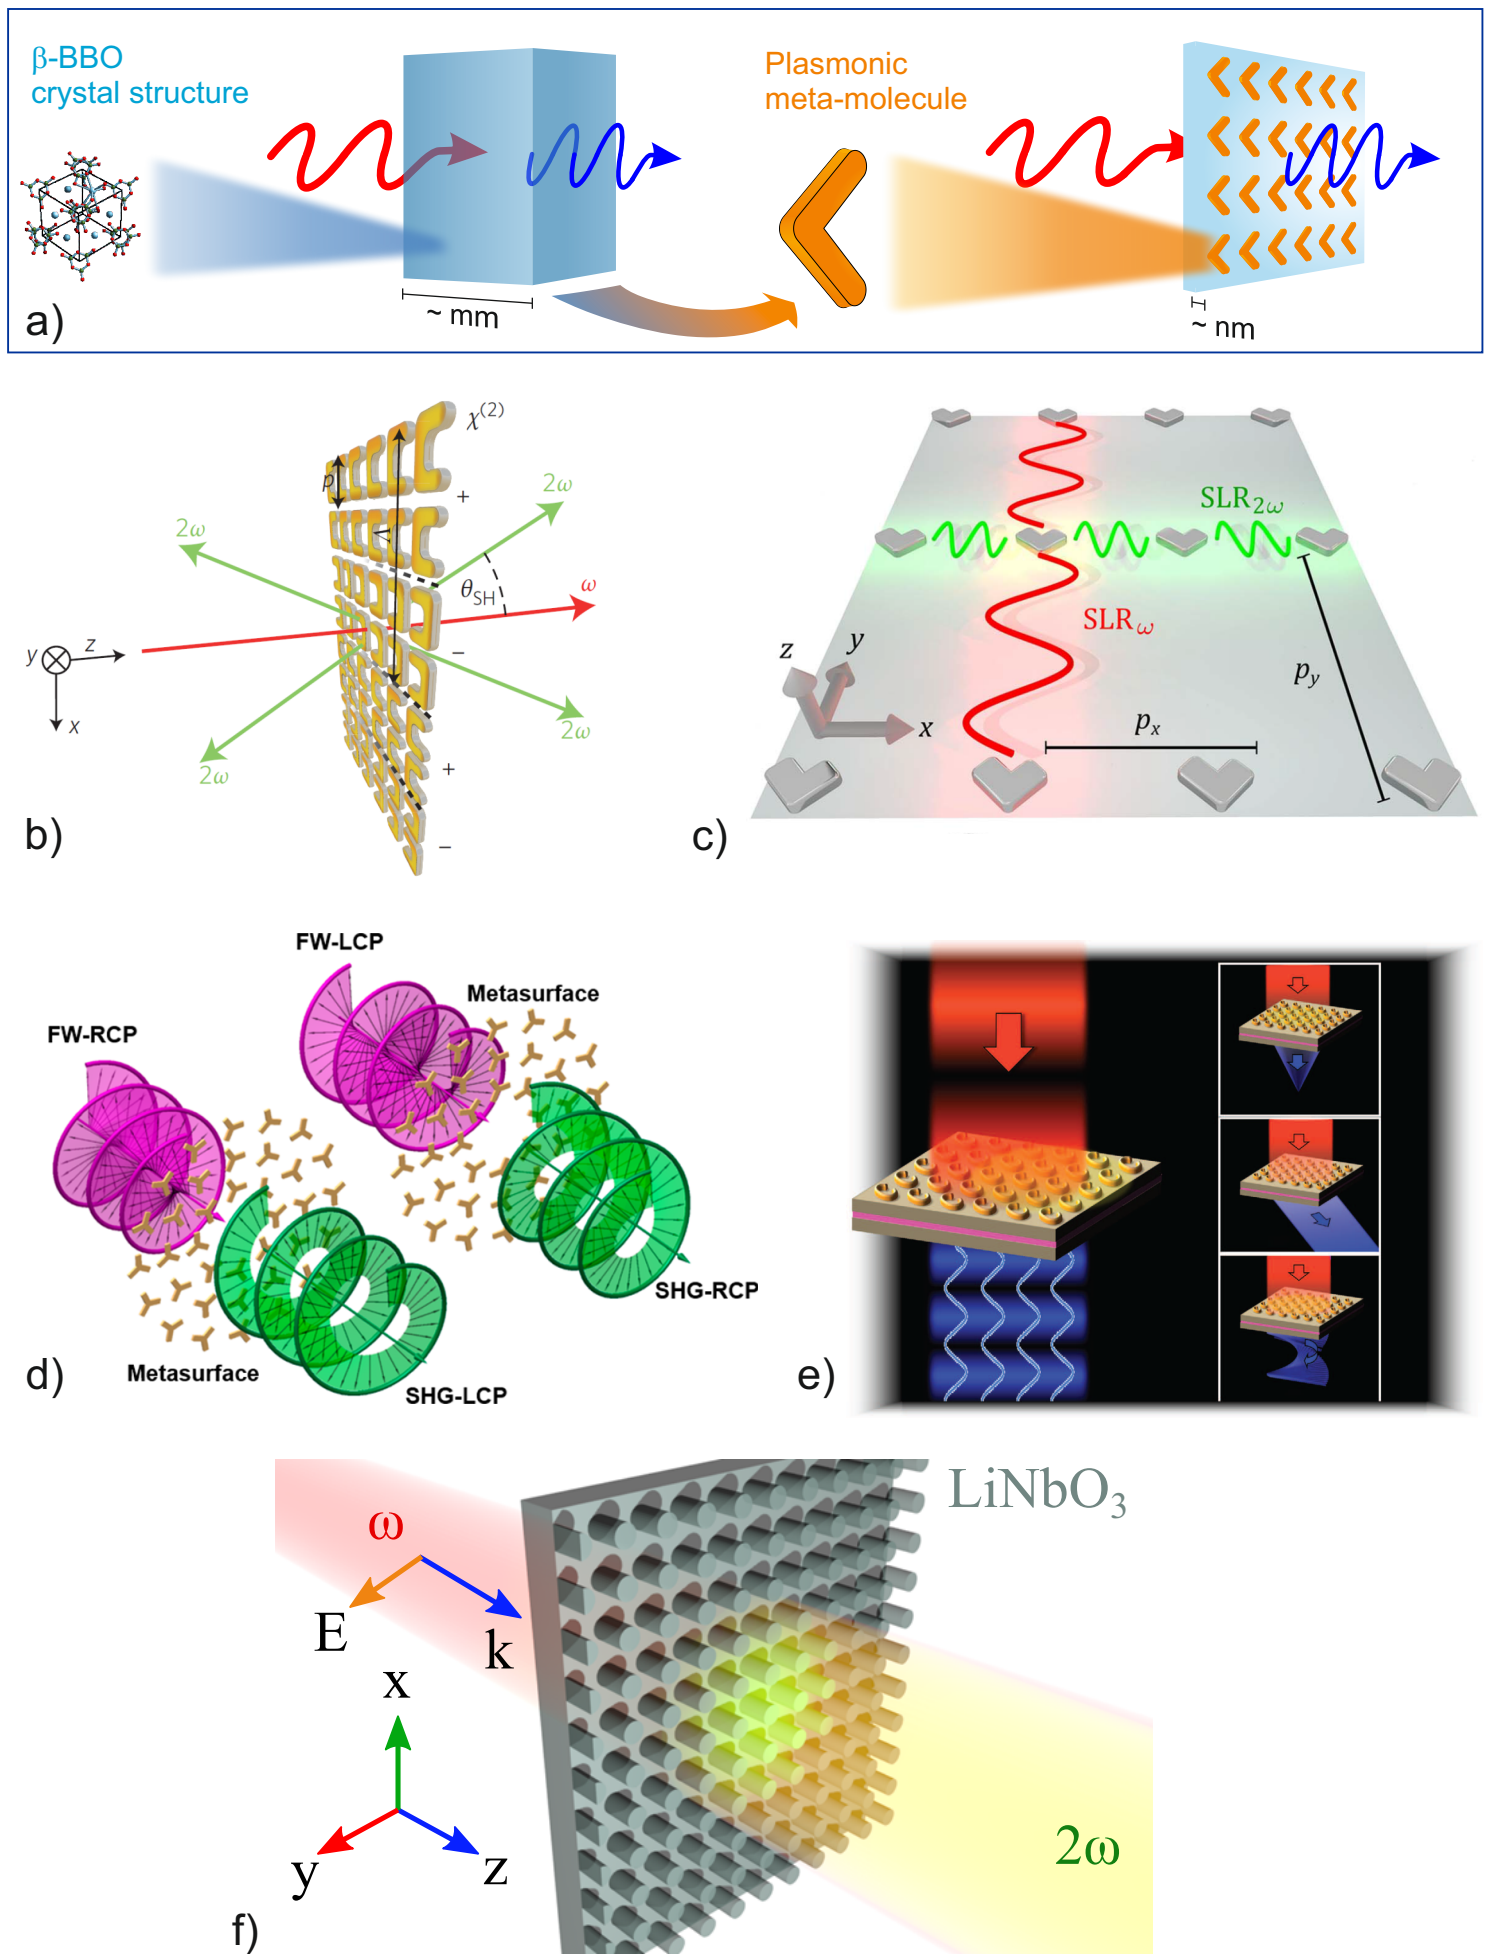 β-BBO
crystal structure
Plasmonic
meta-molecule
~ mm
~ nm
a)
χ(2)
p
+
2ω
2ω
Λ
θSH
ω
y
z
x
−
2ω
2ω
+
−
b)
SLR2ω
SLRω
z
y
x
px
py
c)
FW-LCP
Metasurface
FW-RCP
SHG-RCP
Metasurface
SHG-LCP
d)
e)
LiNbO3
ω
E
k
x
y
z
2ω
f)